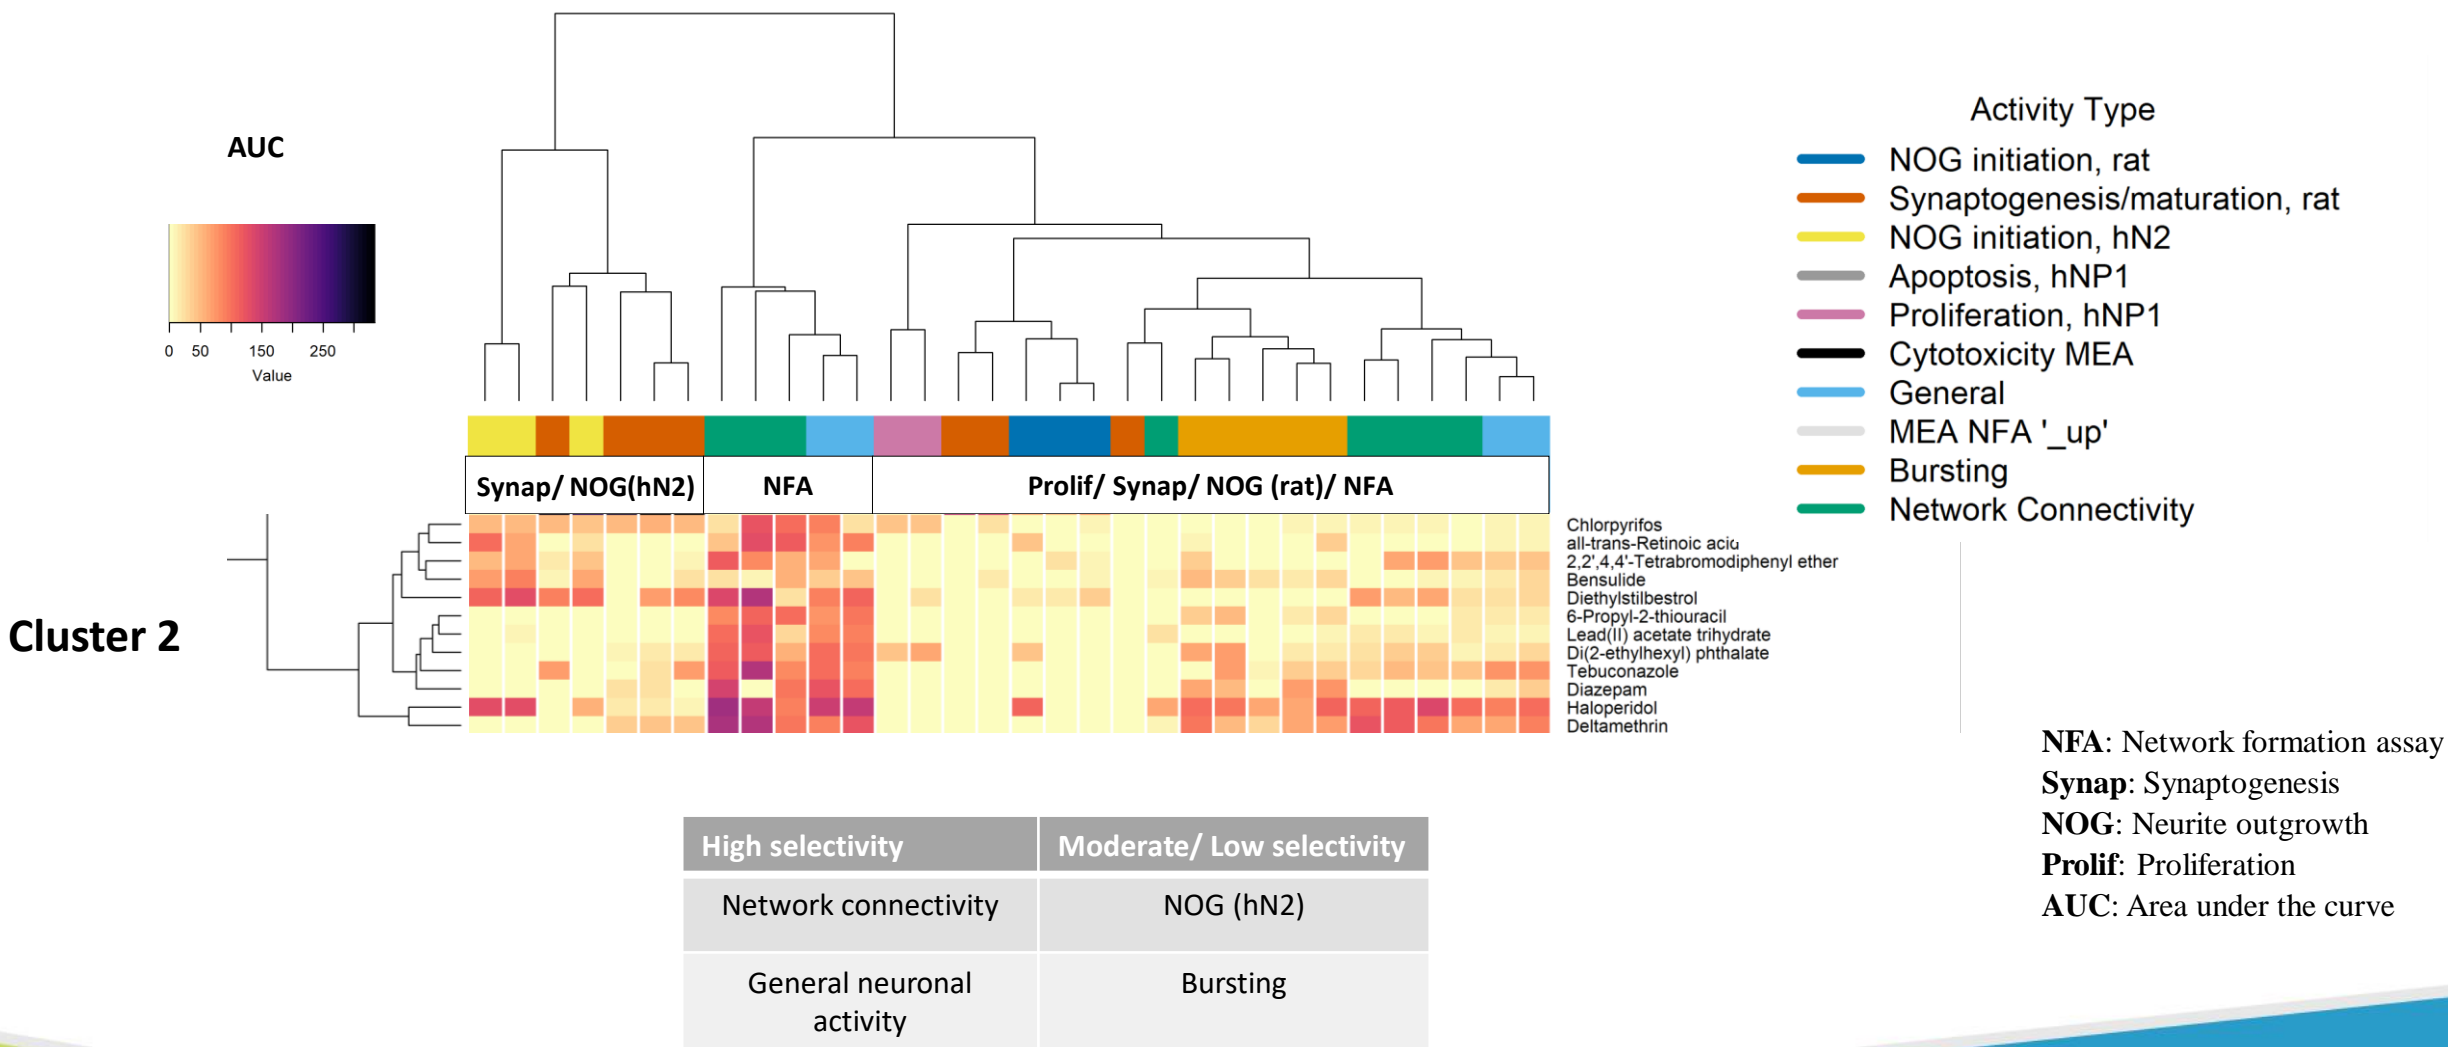 AUC
0 50 150 250
Value
Activity Type
NOG initiation, rat
Synaptogenesis/maturation, rat
NOG initiation, hN2
Apoptosis, hNP1
Proliferation, hNP1
Cytotoxicity MEA
General
MEA NFA '_up'
Bursting
Network Connectivity
Synap/ NOG(hN2)
NFA
Prolif/ Synap/ NOG (rat)/ NFA
Cluster 2
Chlorpyrifos
all-trans-Retinoic acid
2,2',4,4'-Tetrabromodiphenyl ether
Bensulide
Diethylstilbestrol
6-Propyl-2-thiouracil
Lead(II) acetate trihydrate
Di(2-ethylhexyl) phthalate
Tebuconazole
Diazepam
Haloperidol
Deltamethrin
NFA: Network formation assay
Synap: Synaptogenesis
NOG: Neurite outgrowth
Prolif: Proliferation
AUC: Area under the curve
High selectivity
Moderate/ Low selectivity
Network connectivity
NOG (hN2)
General neuronal
activity
Bursting